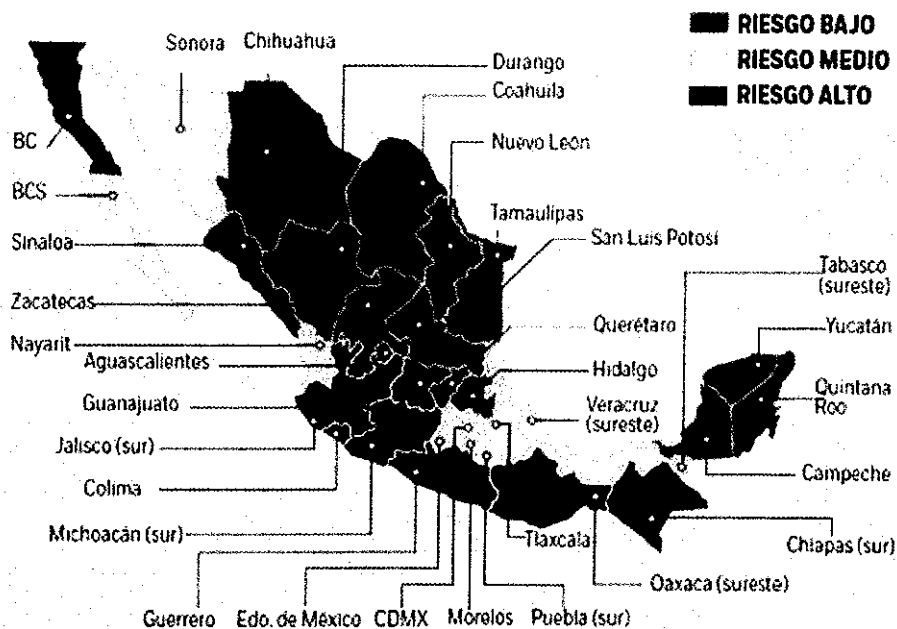 RIESGO BAJO
RIESGO MEDIO
RIESGO ALTO
Sonora
Chihuahua
Durango
Coahuila
BC
Nuevo León
BCS
Tamaulipas
Sinaloa
San Luis Potosí
Tabasco
(sureste)
Zacatecas
Querétaro
Yucatán
Nayarit
Aguascalientes
Hidalgo
Quintana
Roo
Guanajuato
Veracruz
(sureste)
Jalisco (sur)
Campeche
Colima
Michoacán (sur)
Tlaxcala
Chiapas (sur)
Oaxaca (sureste)
Guerrero
Edo. de México
CDMX
Morelos
Puebla (sur)